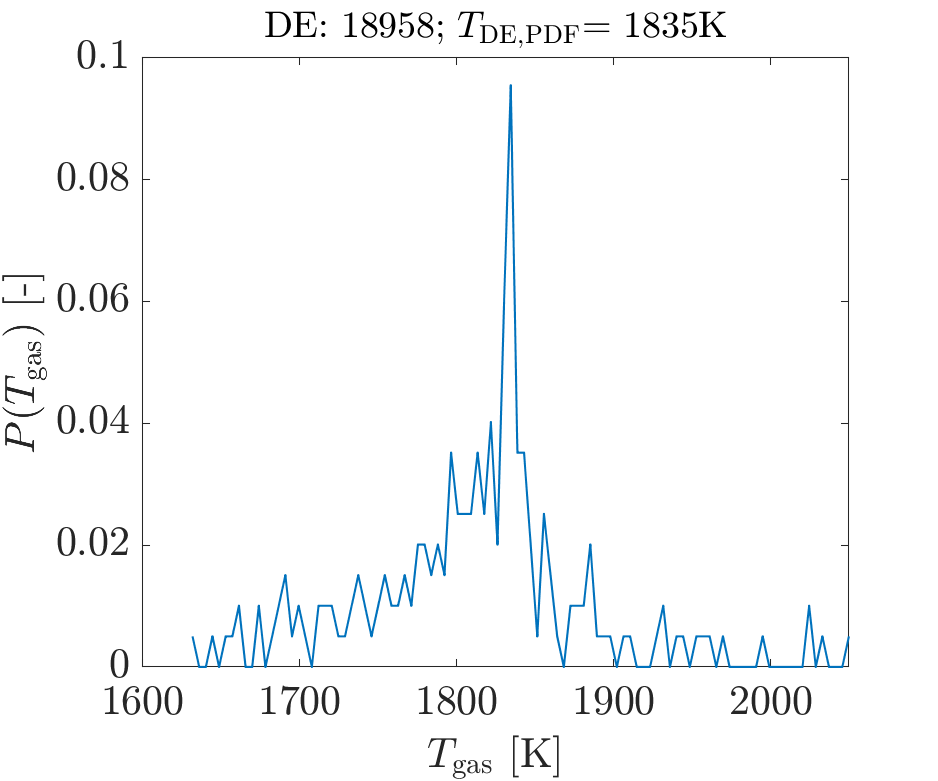 DE: 18958; T_DE,PDF= 1835K
0.1
0.08
0.06
0.04
0.02
0
P(T_gas) [-]
1600 1700 1800 1900 2000
T_gas [K]